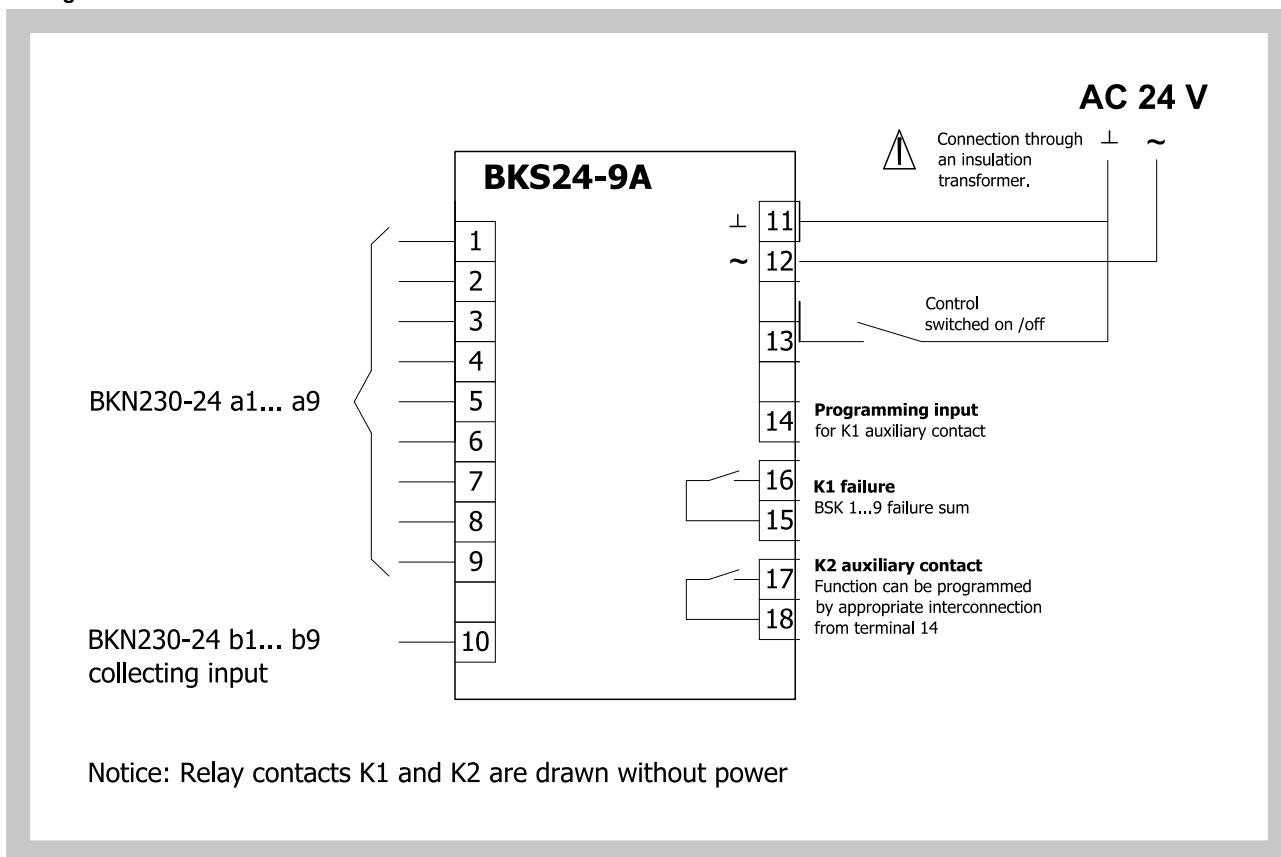 AC 24 V
Connection through
an insulation
transformer.
⊥ ~
BKS24-9A
1
2
3
4
5
6
7
8
9
10
BKN230-24 a1... a9
BKN230-24 b1... b9
collecting input
⊥ 11
~ 12
13
Control
switched on /off
14
Programming input
for K1 auxiliary contact
16
15
K1 failure
BSK 1...9 failure sum
17
18
K2 auxiliary contact
Function can be programmed
by appropriate interconnection
from terminal 14
Notice: Relay contacts K1 and K2 are drawn without power